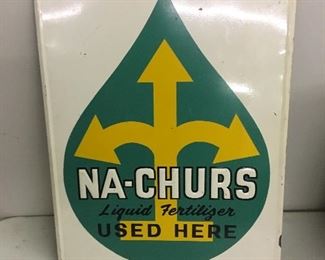 NA-CHURS
Liquid Fertilizer
USED HERE